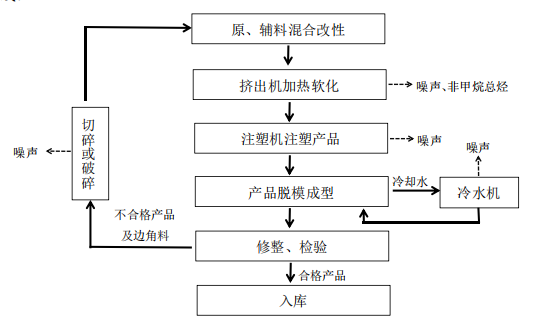 原、辅料混合改性
挤出机加热软化
噪声、非甲烷总烃
注塑机注塑产品
噪声
切碎或破碎
噪声
噪声
产品脱模成型
冷却水
冷水机
不合格产品
及边角料
修整、检验
合格产品
入库